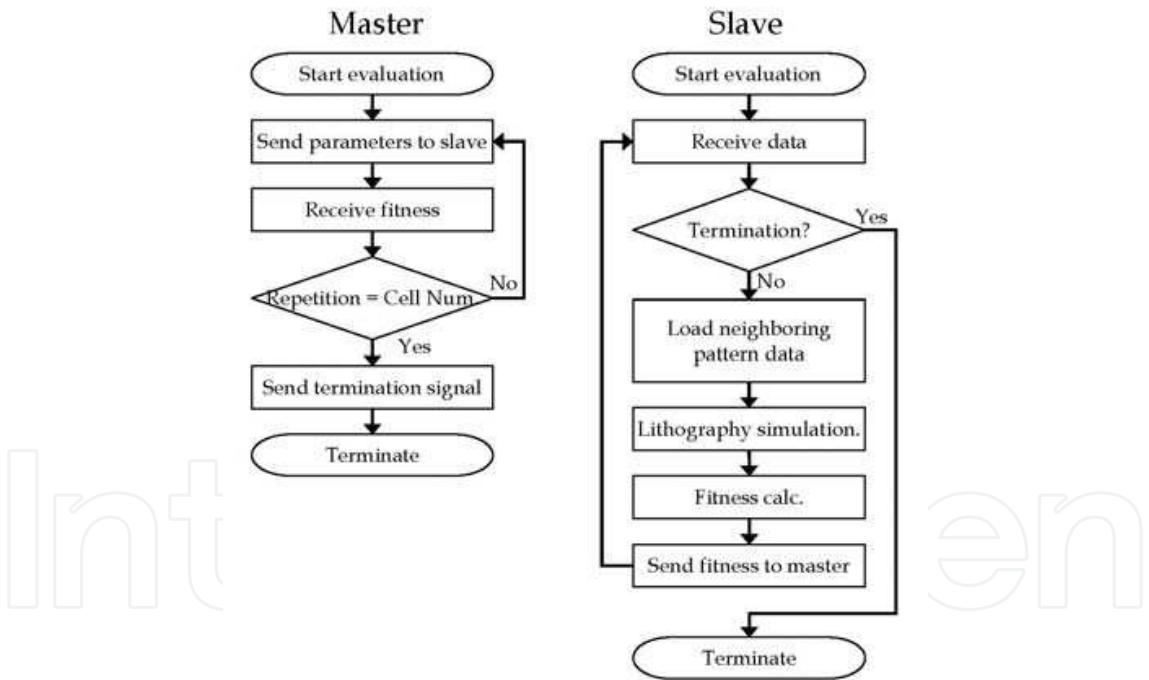 Master
Start evaluation
Send parameters to slave
Receive fitness
Repetition = Cell Num
No
Yes
Send termination signal
Terminate
Slave
Start evaluation
Receive data
Termination?
Yes
No
Load neighboring
pattern data
Lithography simulation.
Fitness calc.
Send fitness to master
Terminate
Int
en